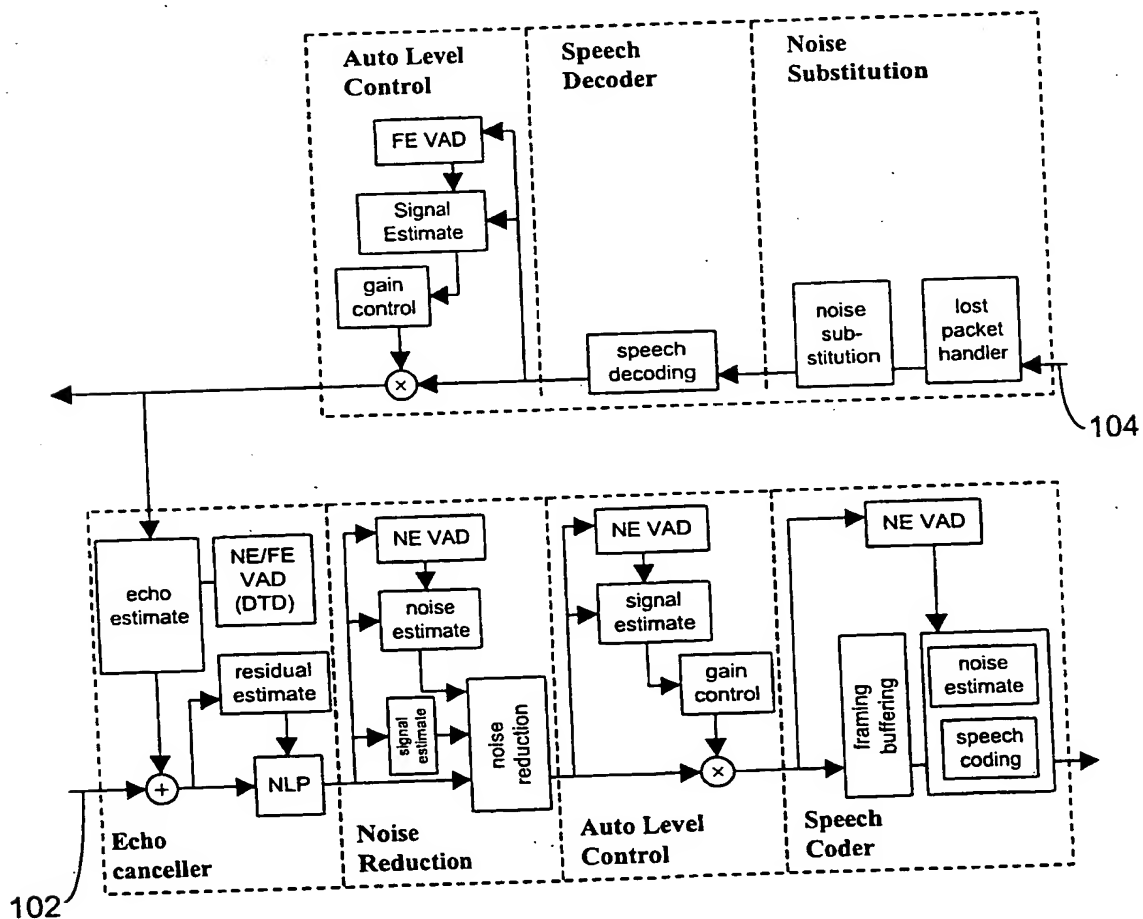 Auto Level
Control
Speech
Decoder
Noise
Substitution
FE VAD
Signal
Estimate
gain
control
×
speech
decoding
noise
sub-
stitution
lost
packet
handler
104
echo
estimate
NE/FE
VAD
(DTD)
residual
estimate
+
NLP
Echo
canceller
NE VAD
noise
estimate
signal
estimate
noise
reduction
Noise
Reduction
NE VAD
signal
estimate
gain
control
×
Auto Level
Control
NE VAD
framing
buffering
noise
estimate
speech
coding
Speech
Coder
102